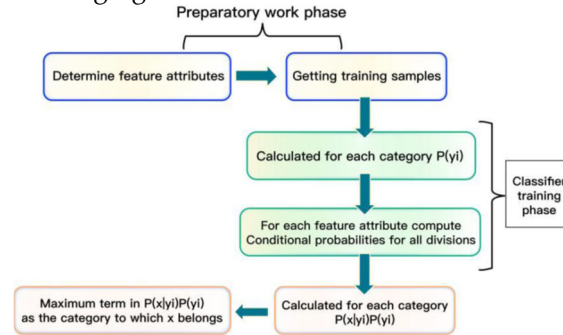 Preparatory work phase
Determine feature attributes
Getting training samples
Calculated for each category P(yi)
For each feature attribute compute
Conditional probabilities for all divisions
Classifier
training
phase
Calculated for each category
P(x|yi)P(yi)
Maximum term in P(x|yi)P(yi)
as the category to which x belongs